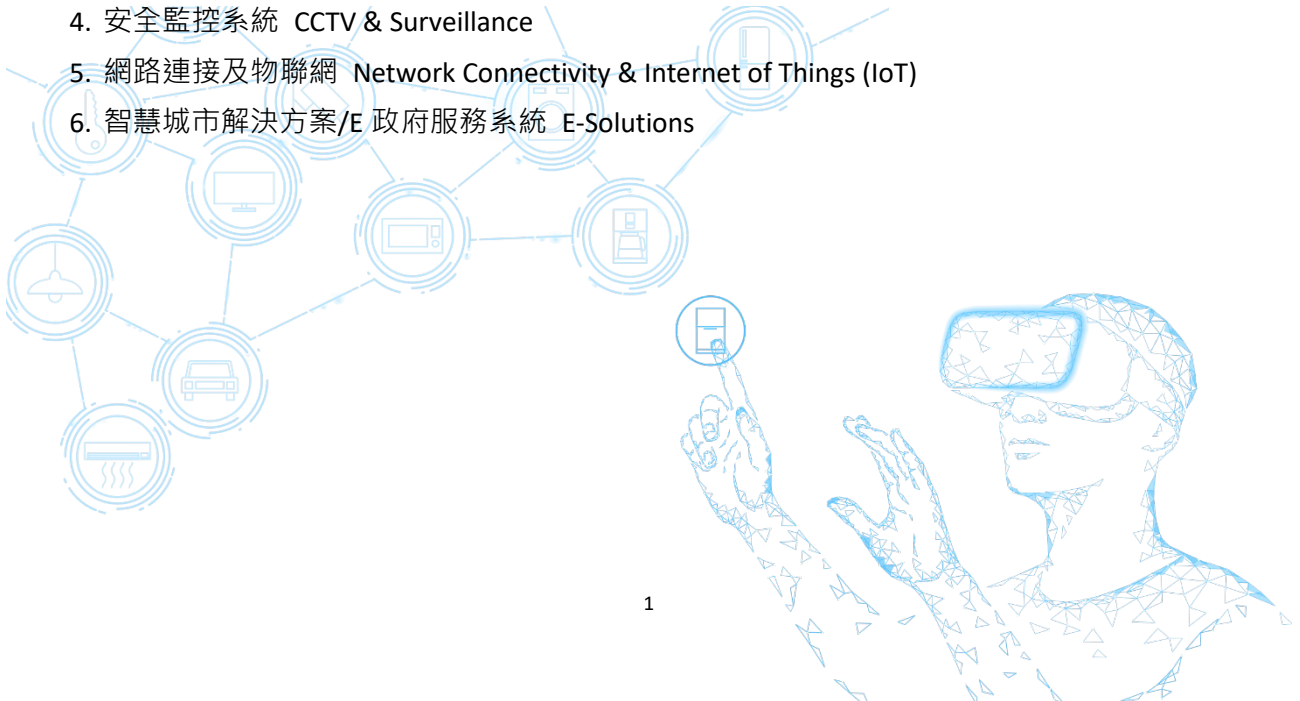 4. 安全監控系統 CCTV & Surveillance
5. 網路連接及物聯網 Network Connectivity & Internet of Things (IoT)
6. 智慧城市解決方案/E 政府服務系統 E-Solutions
1